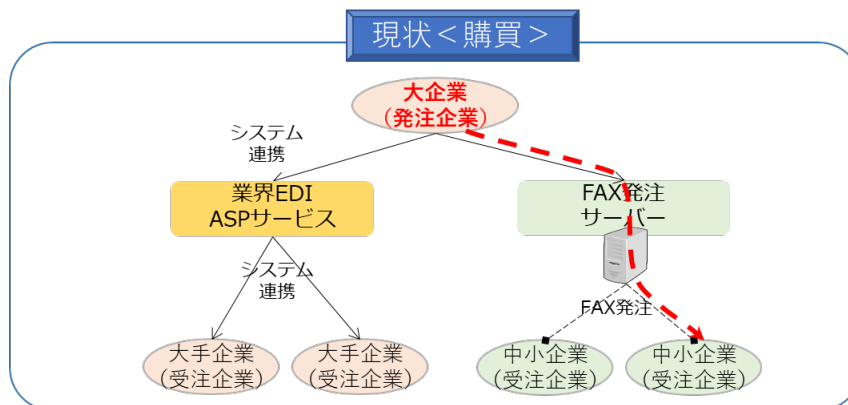 現状＜購買＞
大企業
（発注企業）
システム
連携
業界EDI
ASPサービス
FAX発注
サーバー
システム
連携
FAX発注
大手企業
（受注企業）
大手企業
（受注企業）
中小企業
（受注企業）
中小企業
（受注企業）